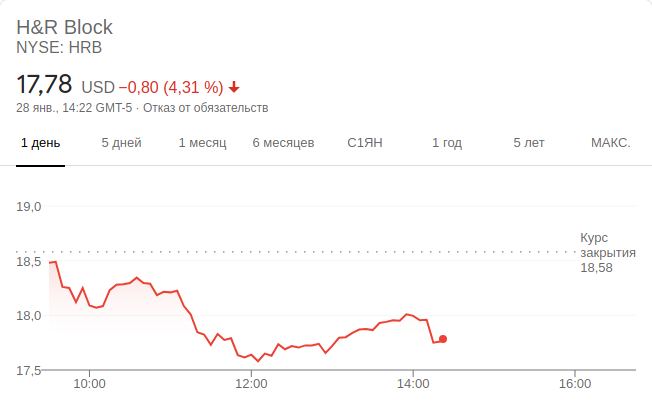 H&R Block
NYSE: HRB
17,78 USD −0,80 (4,31 %)
28 янв., 14:22 GMT-5 · Отказ от обязательств
1 день 5 дней 1 месяц 6 месяцев С1ЯН 1 год 5 лет МАКС.
19,0
Курс
закрытия
18,58
18,5
18,0
17,5
10:00 12:00 14:00 16:00